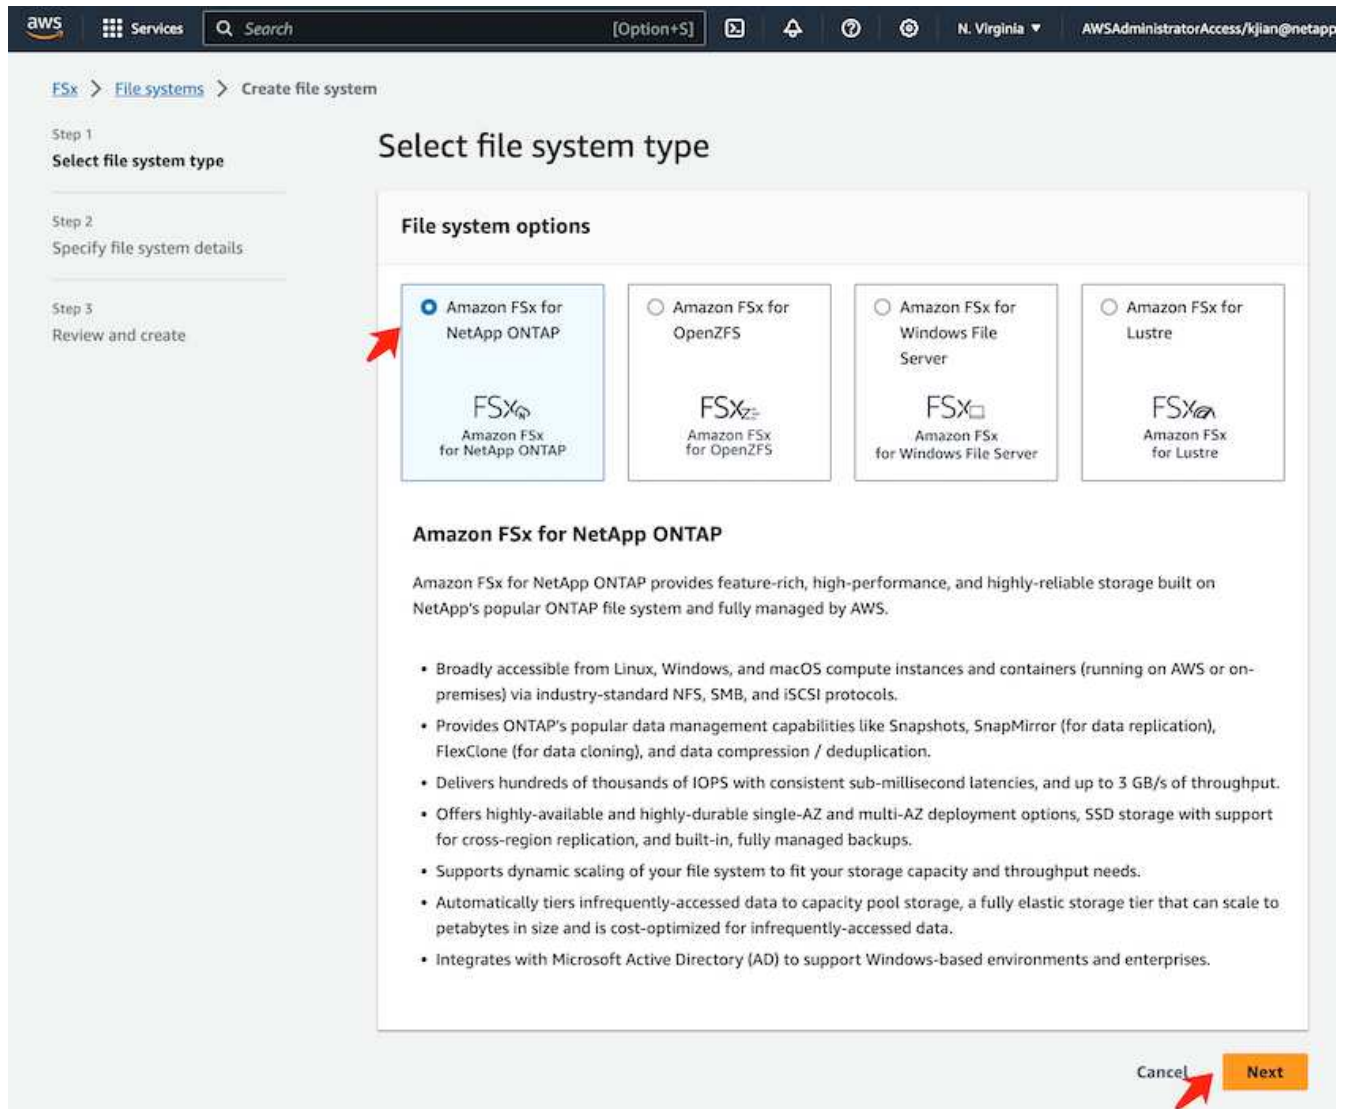 aws Services Search [Option+S] N. Virginia ▼ AWSAdministratorAccess/kjian@netapp
FSx > File systems > Create file system
Step 1
Select file system type
Step 2
Specify file system details
Step 3
Review and create
Select file system type
File system options
Amazon FSx for
NetApp ONTAP
FSx
Amazon FSx
for NetApp ONTAP
Amazon FSx for
OpenZFS
FSx
Amazon FSx
for OpenZFS
Amazon FSx for
Windows File
Server
FSx
Amazon FSx
for Windows File Server
Amazon FSx for
Lustre
FSx
Amazon FSx
for Lustre
Amazon FSx for NetApp ONTAP
Amazon FSx for NetApp ONTAP provides feature-rich, high-performance, and highly-reliable storage built on
NetApp's popular ONTAP file system and fully managed by AWS.
• Broadly accessible from Linux, Windows, and macOS compute instances and containers (running on AWS or on-
premises) via industry-standard NFS, SMB, and iSCSI protocols.
• Provides ONTAP's popular data management capabilities like Snapshots, SnapMirror (for data replication),
FlexClone (for data cloning), and data compression / deduplication.
• Delivers hundreds of thousands of IOPS with consistent sub-millisecond latencies, and up to 3 GB/s of throughput.
• Offers highly-available and highly-durable single-AZ and multi-AZ deployment options, SSD storage with support
for cross-region replication, and built-in, fully managed backups.
• Supports dynamic scaling of your file system to fit your storage capacity and throughput needs.
• Automatically tiers infrequently-accessed data to capacity pool storage, a fully elastic storage tier that can scale to
petabytes in size and is cost-optimized for infrequently-accessed data.
• Integrates with Microsoft Active Directory (AD) to support Windows-based environments and enterprises.
Cancel Next